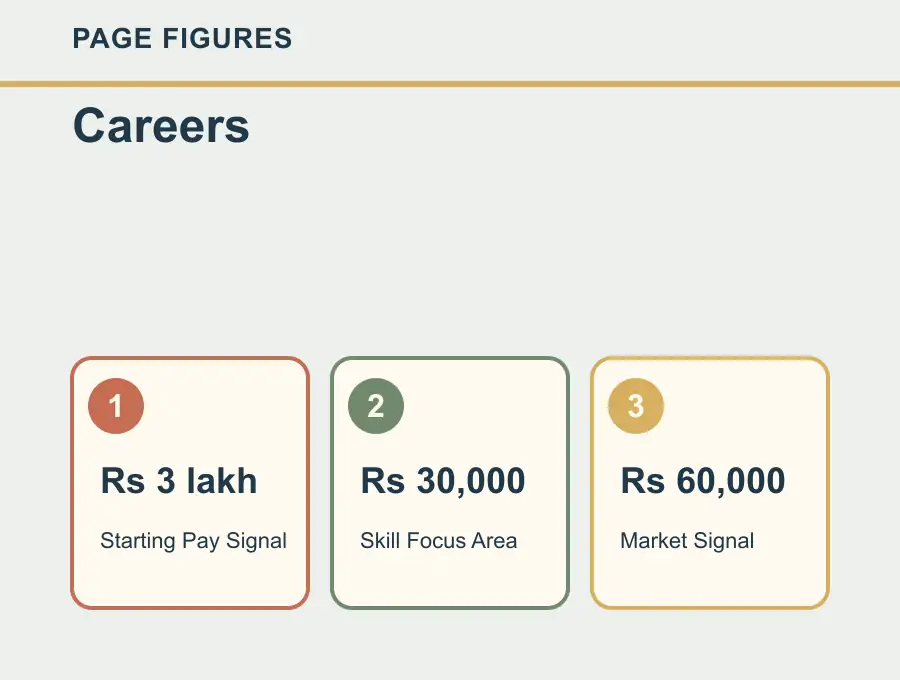 PAGE FIGURES
Careers
1
Rs 3 lakh
Starting Pay Signal
2
Rs 30,000
Skill Focus Area
3
Rs 60,000
Market Signal